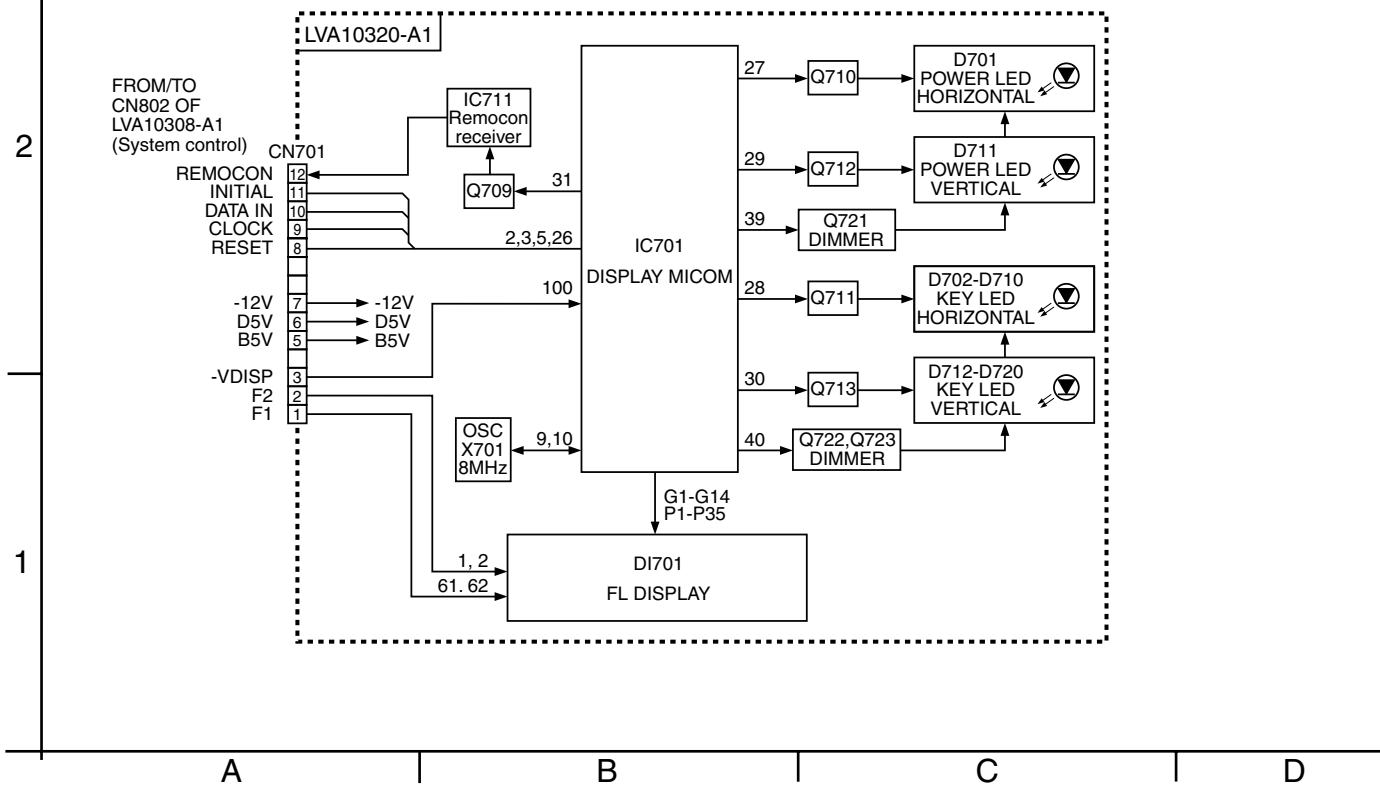 LVA10320-A1
FROM/TO
CN802 OF
LVA10308-A1
(System control)
CN701
REMOCON 12
INITIAL 11
DATA IN 10
CLOCK 9
RESET 8
-12V 7 -12V
D5V 6 D5V
B5V 5 B5V
-VDISP 3
F2 2
F1 1
IC711
Remocon
receiver
Q709
31
2,3,5,26
100
OSC
X701
8MHz
9,10
IC701
DISPLAY MICOM
27
Q710
D701
POWER LED
HORIZONTAL
29
Q712
D711
POWER LED
VERTICAL
39
Q721
DIMMER
28
Q711
D702-D710
KEY LED
HORIZONTAL
30
Q713
D712-D720
KEY LED
VERTICAL
40
Q722,Q723
DIMMER
G1-G14
P1-P35
1, 2
61. 62
DI701
FL DISPLAY
2
1
A B C D